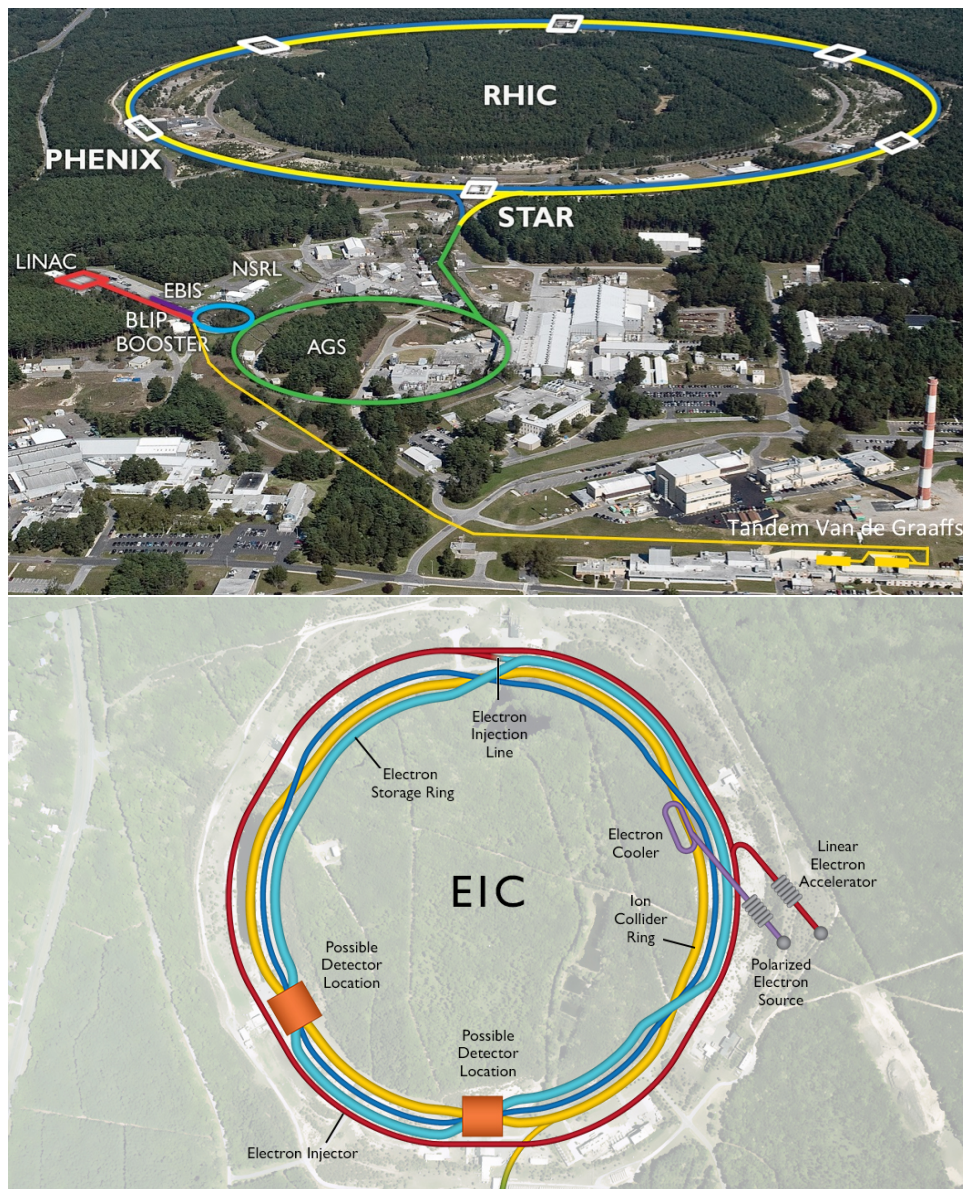 RHIC
PHENIX
STAR
LINAC
NSRL
EBIS
BLIP
BOOSTER
AGS
Tandem Van de Graaffs
Electron
Injection
Line
Electron
Storage Ring
Electron
Cooler
Linear
Electron
Accelerator
EIC
Ion
Collider
Ring
Possible
Detector
Location
Polarized
Electron
Source
Possible
Detector
Location
Electron Injector